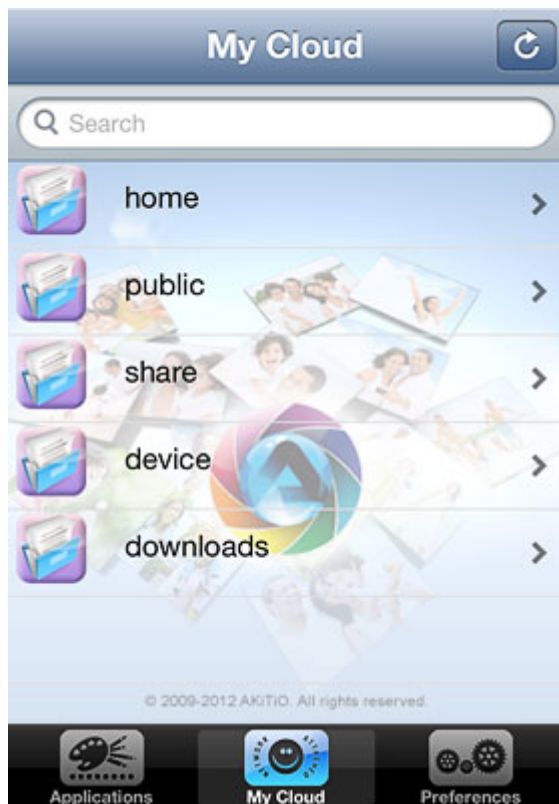 My Cloud
Search
home
public
share
device
downloads
© 2009-2012 AKiTiO. All rights reserved.
Applications My Cloud Preferences